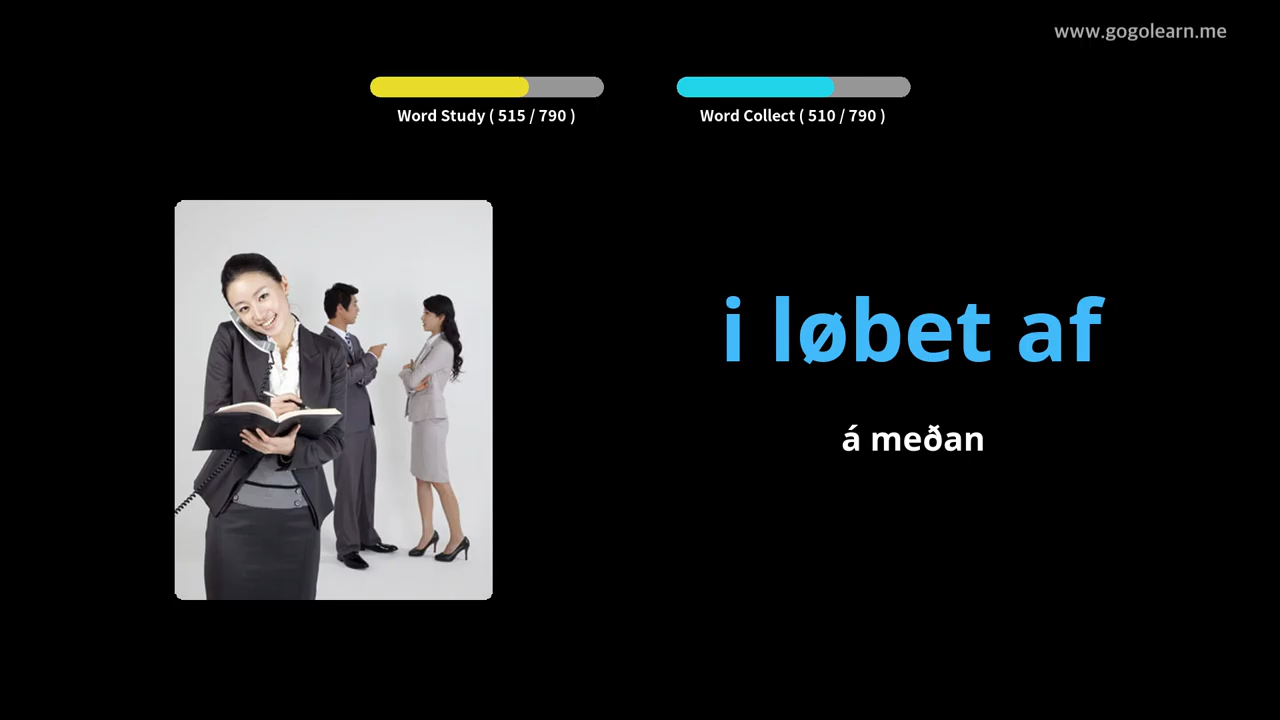 www.gogolearn.me
Word Study ( 515 / 790 )
Word Collect ( 510 / 790 )
i løbet af
á meðan